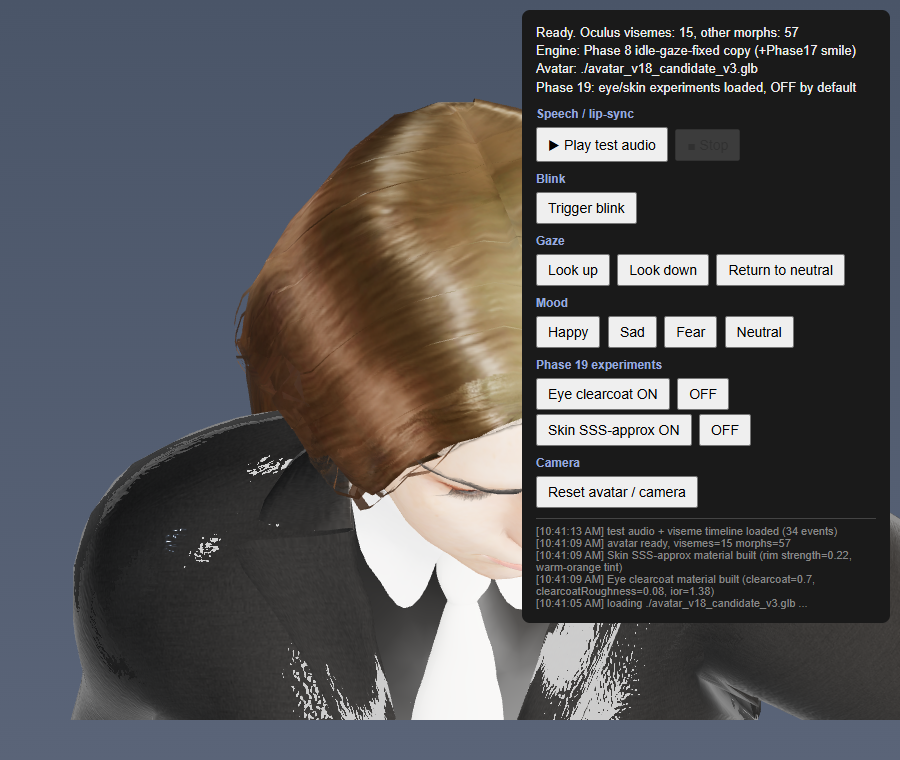 Ready. Oculus visemes: 15, other morphs: 57
Engine: Phase 8 idle-gaze-fixed copy (+Phase17 smile)
Avatar: ./avatar_v18_candidate_v3.glb
Phase 19: eye/skin experiments loaded, OFF by default
Speech / lip-sync
▶ Play test audio ■ Stop
Blink
Trigger blink
Gaze
Look up Look down Return to neutral
Mood
Happy Sad Fear Neutral
Phase 19 experiments
Eye clearcoat ON OFF
Skin SSS-approx ON OFF
Camera
Reset avatar / camera
[10:41:13 AM] test audio + viseme timeline loaded (34 events)
[10:41:09 AM] avatar ready, visemes=15 morphs=57
[10:41:09 AM] Skin SSS-approx material built (rim strength=0.22,
warm-orange tint)
[10:41:09 AM] Eye clearcoat material built (clearcoat=0.7,
clearcoatRoughness=0.08, ior=1.38)
[10:41:05 AM] loading ./avatar_v18_candidate_v3.glb ...